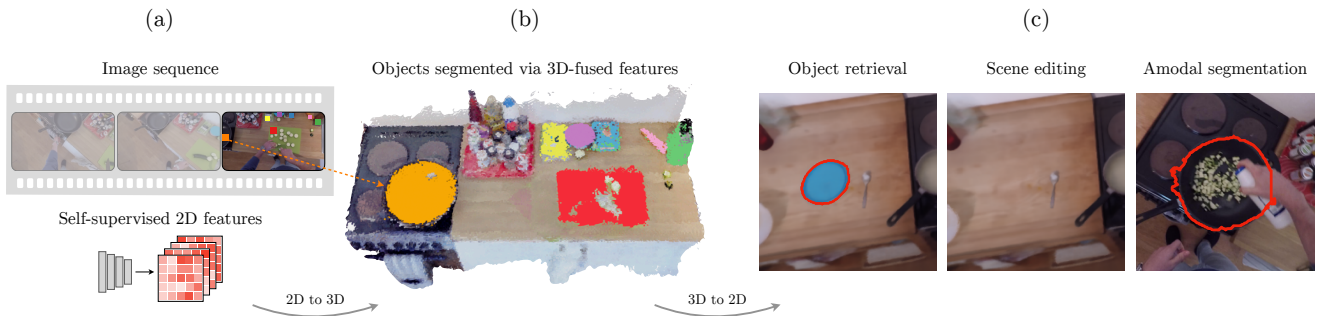 (a)
(b)
(c)
Image sequence
Objects segmented via 3D-fused features
Object retrieval
Scene editing
Amodal segmentation
Self-supervised 2D features
2D to 3D
3D to 2D